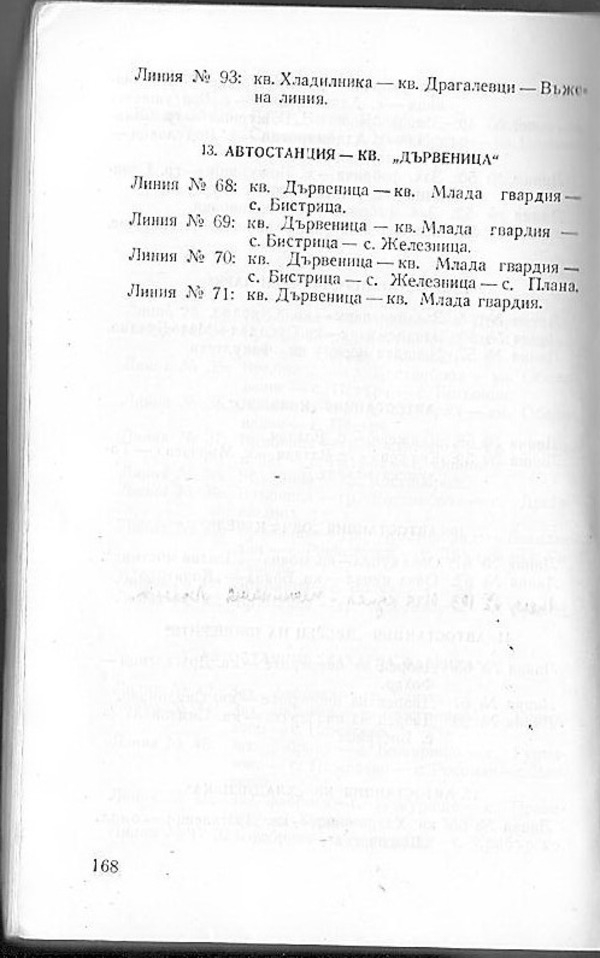 Линия № 93: кв. Хладилника — кв. Драгалевци — Въже-
на линия.
13. АВТОСТАНЦИЯ — КВ. „ДЪРВЕНИЦА“
Линия № 68: кв. Дървеница — кв. Млада гвардия —
с. Бистрица.
Линия № 69: кв. Дървеница — кв. Млада гвардия —
с. Бистрица — с. Железница.
Линия № 70: кв. Дървеница — кв. Млада гвардия —
с. Бистрица — с. Железница — с. Плана.
Линия № 71: кв. Дървеница — кв. Млада гвардия.
168